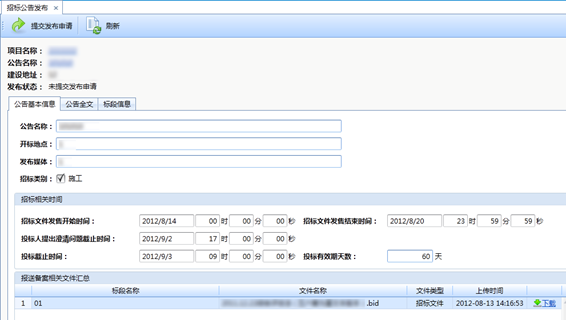 招标公告发布 ×
提交发布申请 刷新
项目名称：
公告名称：
建设地址：
发布状态： 未提交发布申请
公告基本信息 公告全文 标段信息
公告名称：
开标地点：
发布媒体：
招标类别： 施工
招标相关时间
招标文件发售开始时间： 2012/8/14 00 时 00 分 00 秒 招标文件发售结束时间： 2012/8/20 23 时 59 分 59 秒
投标人提出澄清问题截止时间： 2012/9/2 17 时 00 分 00 秒
投标截止时间： 2012/9/3 09 时 00 分 00 秒 投标有效期天数： 60 天
报送备案相关文件汇总
标段名称 文件名称 文件类型 上传时间
1 01 .bid 招标文件 2012-08-13 14:16:53 下载